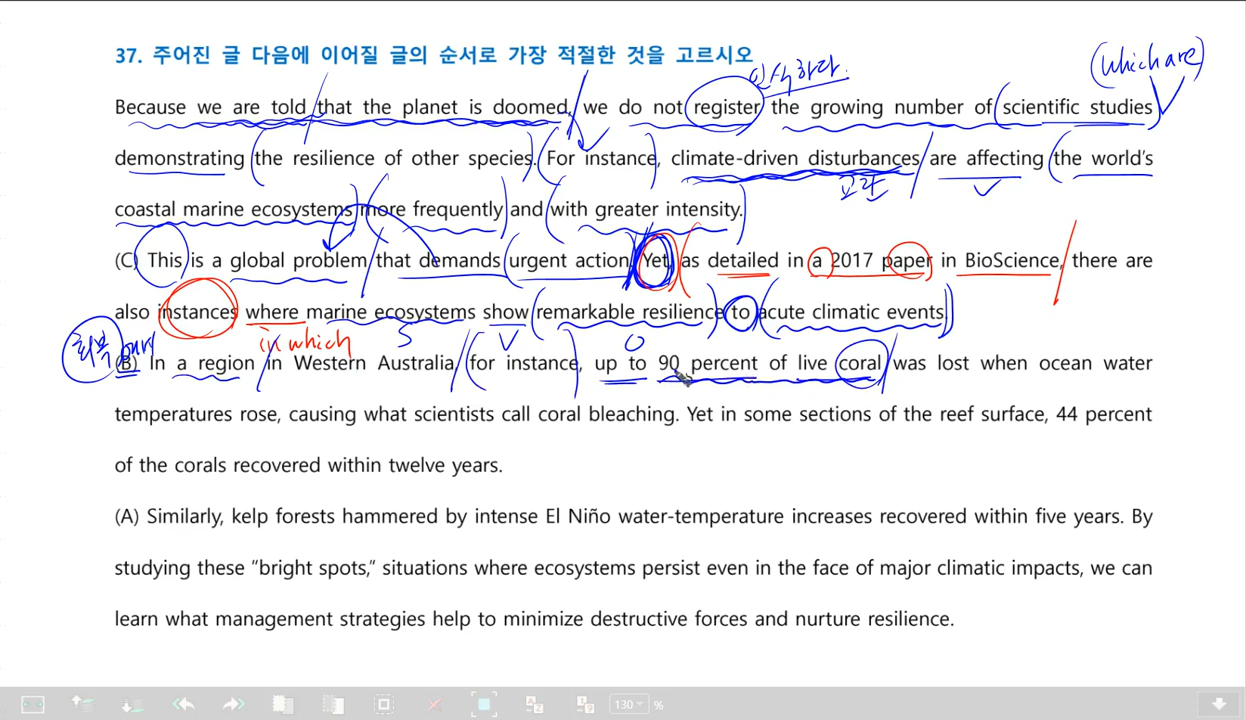 37. 주어진 글 다음에 이어질 글의 순서로 가장 적절한 것을 고르시오
(which are)
인식하다.
Because we are told that the planet is doomed, we do not register the growing number of scientific studies
demonstrating the resilience of other species. For instance, climate-driven disturbances are affecting the world's
교란
V
coastal marine ecosystems more frequently and with greater intensity.
(C) This is a global problem that demands urgent action. Yet, as detailed in a 2017 paper in BioScience, there are
also instances where marine ecosystems show remarkable resilience to acute climatic events.
in which
S
V
O
회복
(B) In a region in Western Australia, for instance, up to 90 percent of live coral was lost when ocean water
temperatures rose, causing what scientists call coral bleaching. Yet in some sections of the reef surface, 44 percent
of the corals recovered within twelve years.
(A) Similarly, kelp forests hammered by intense El Niño water-temperature increases recovered within five years. By
studying these "bright spots," situations where ecosystems persist even in the face of major climatic impacts, we can
learn what management strategies help to minimize destructive forces and nurture resilience.
130 %